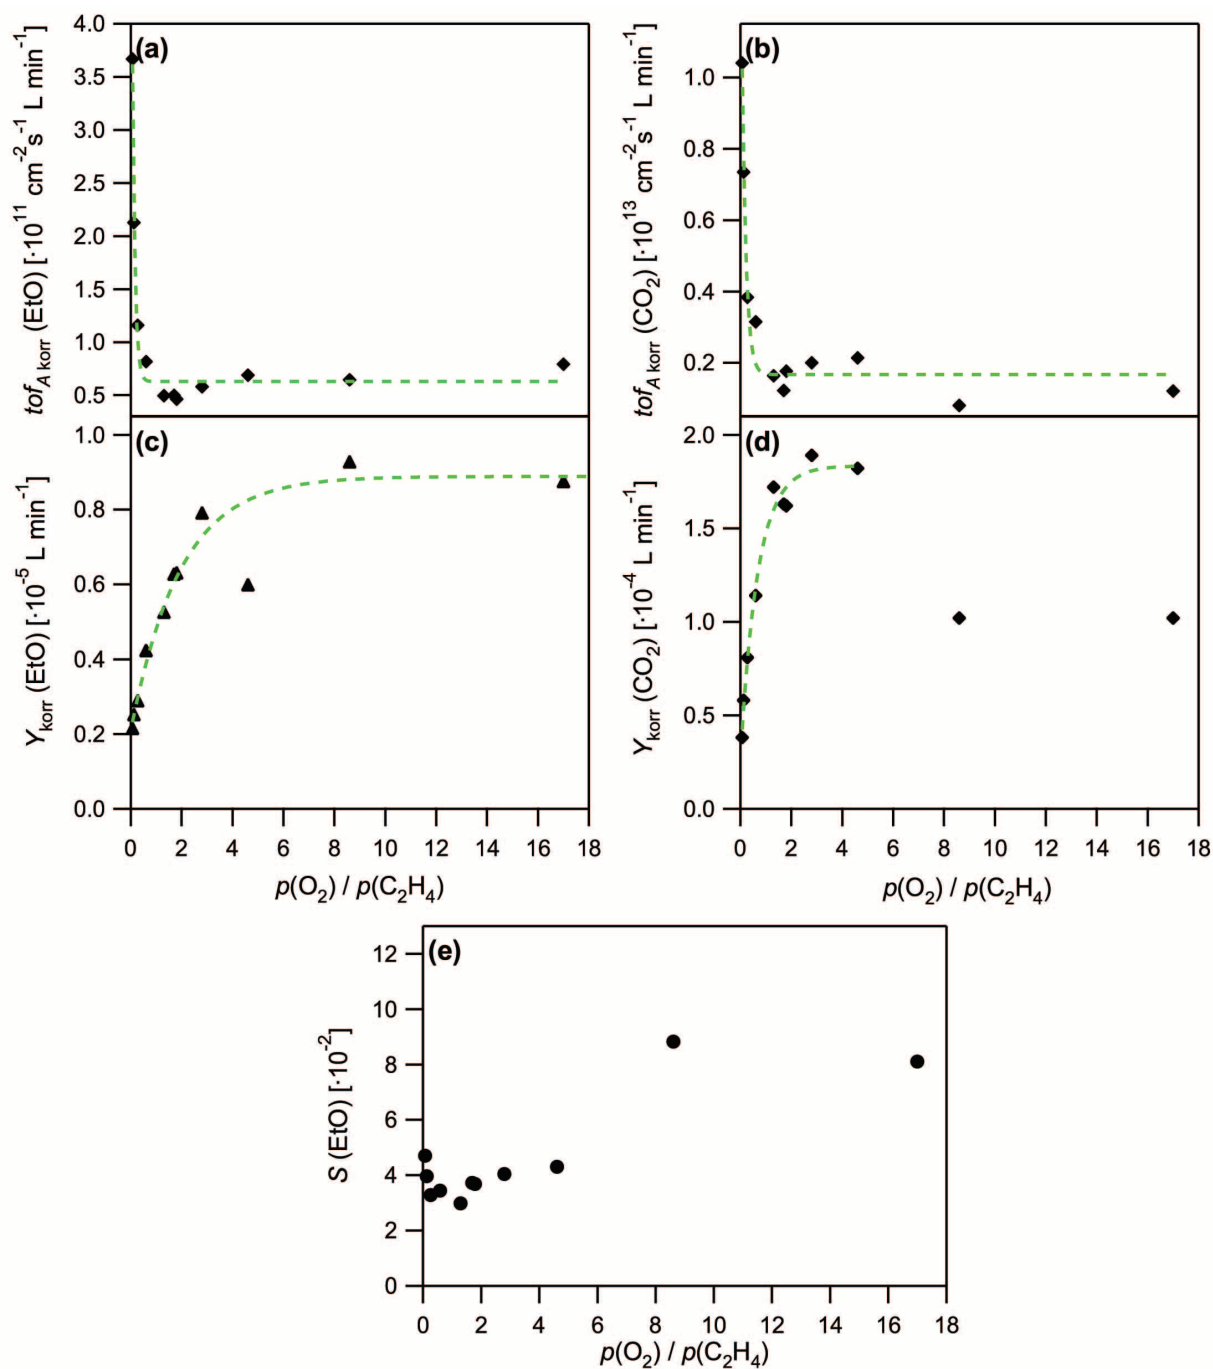 (a)
4.0
3.5
3.0
2.5
2.0
1.5
1.0
0.5
tof_A korr (EtO) [·10^11 cm^-2 s^-1 L min^-1]
(b)
1.0
0.8
0.6
0.4
0.2
tof_A korr (CO₂) [·10^13 cm^-2 s^-1 L min^-1]
(c)
1.0
0.8
0.6
0.4
0.2
0.0
Y_korr (EtO) [·10^-5 L min^-1]
0 2 4 6 8 10 12 14 16 18
p(O₂) / p(C₂H₄)
(d)
2.0
1.5
1.0
0.5
0.0
Y_korr (CO₂) [·10^-4 L min^-1]
0 2 4 6 8 10 12 14 16 18
p(O₂) / p(C₂H₄)
(e)
12
10
8
6
4
2
0
S (EtO) [·10^-2]
0 2 4 6 8 10 12 14 16 18
p(O₂) / p(C₂H₄)